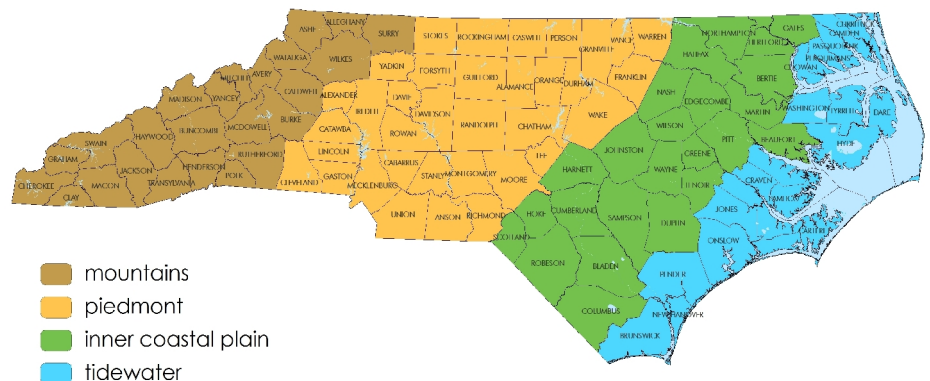 ASHE
ALLEGHANY
SURRY
STOKES
ROCKINGHAM
CASWELL
PERSON
GRANVILLE
VANCE
WARREN
NORTHAMPTON
GATES
HERTFORD
HALIFAX
CURRITUCK
CAMDEN
PASQUOTANK
PERQUIMANS
CHOWAN
WATAUGA
WILKES
YADKIN
FORSYTH
GUILFORD
ALAMANCE
ORANGE
DURHAM
FRANKLIN
NASH
EDGECOMBE
BERTIE
MARTIN
WASHINGTON
TYRRELL
DARE
MITCHELL
AVERY
CALDWELL
ALEXANDER
IREDELL
DAVIE
DAVIDSON
RANDOLPH
CHATHAM
WAKE
WILSON
PITT
BEAUFORT
HYDE
MADISON
YANCEY
BURKE
CATAWBA
ROWAN
JOHNSTON
GREENE
HAYWOOD
BUNCOMBE
MCDOWELL
LINCOLN
CABARRUS
LEE
WAYNE
LENOIR
CRAVEN
PAMLICO
SWAIN
GRAHAM
JACKSON
HENDERSON
RUTHERFORD
CLEVELAND
GASTON
MECKLENBURG
STANLY
MONTGOMERY
MOORE
HARNETT
CHEROKEE
CLAY
MACON
TRANSYLVANIA
POLK
UNION
ANSON
RICHMOND
SCOTLAND
HOKE
CUMBERLAND
SAMPSON
DUPLIN
JONES
CARTERET
ONSLOW
ROBESON
BLADEN
PENDER
COLUMBUS
NEW HANOVER
BRUNSWICK
mountains
piedmont
inner coastal plain
tidewater